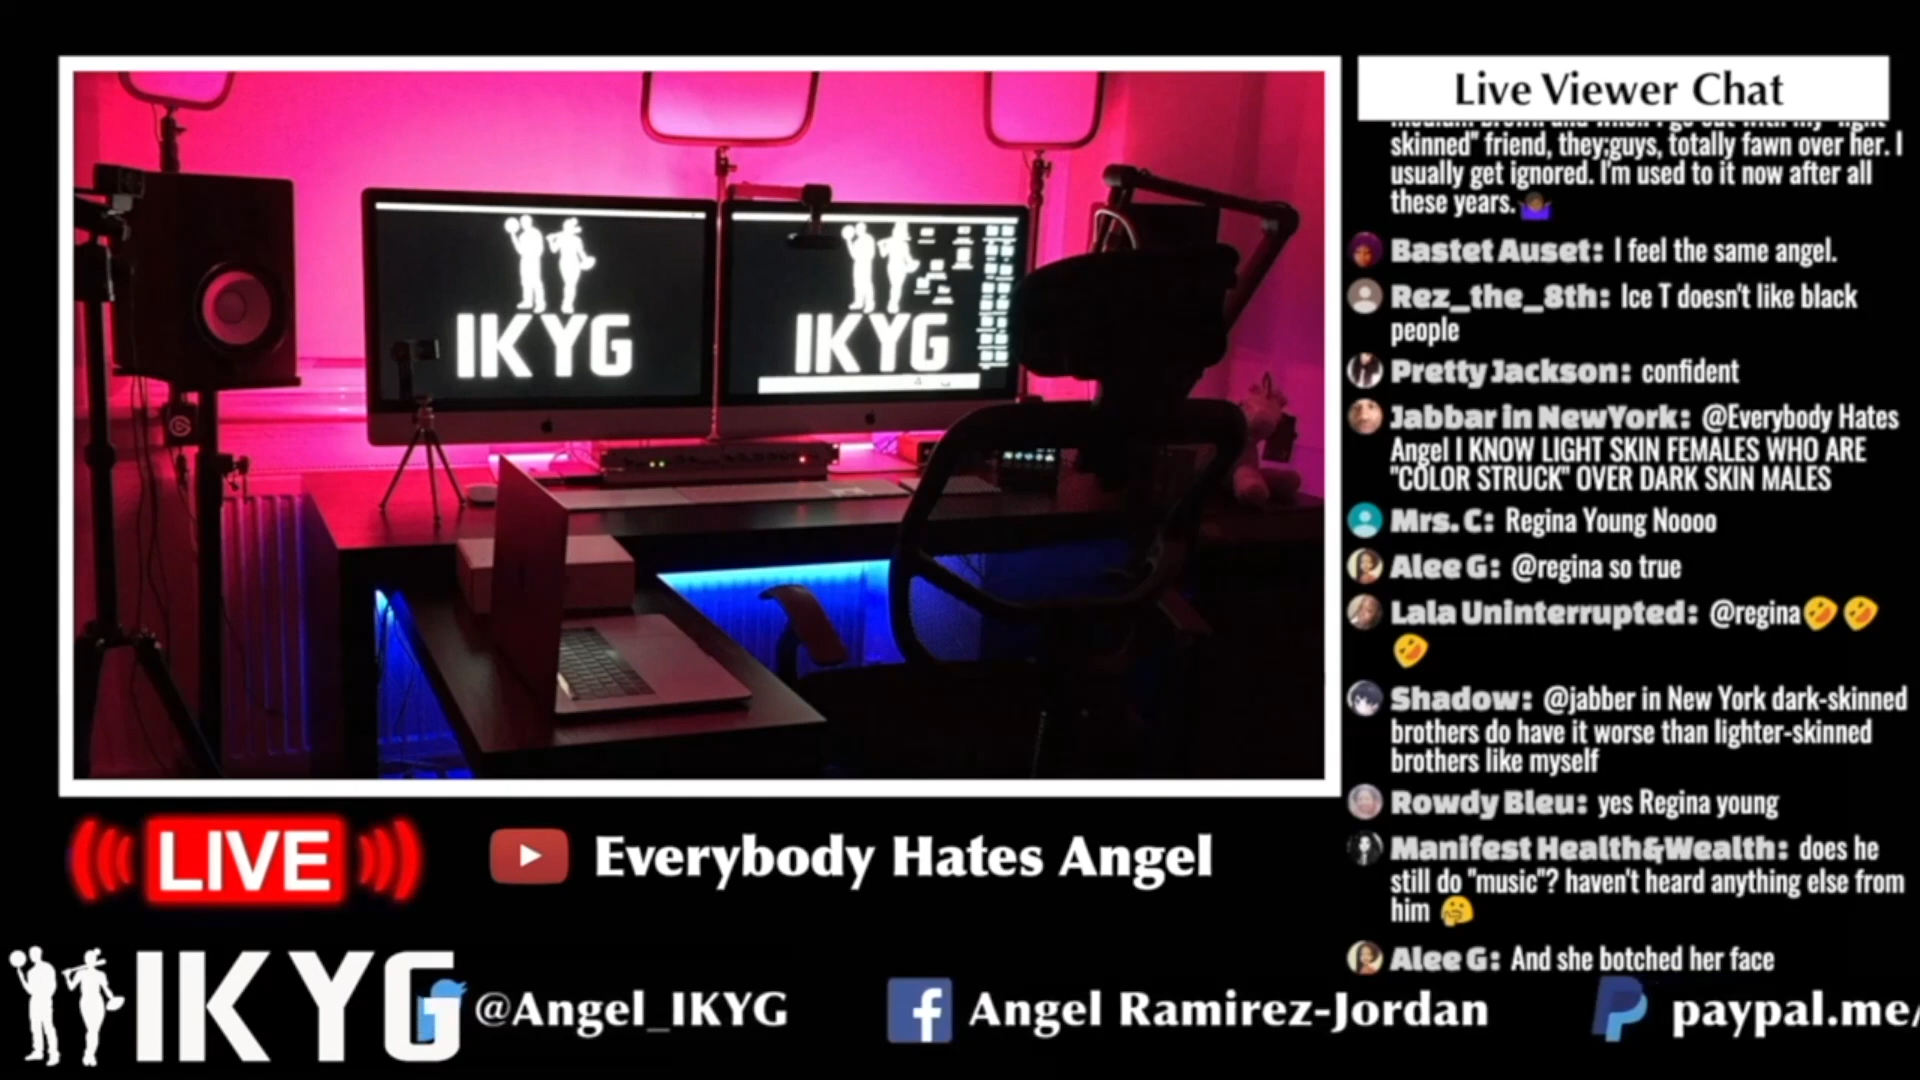 IKYG
IKYG
Live Viewer Chat
skinned" friend, they;guys, totally fawn over her. I
usually get ignored. I'm used to it now after all
these years.
Bastet Auset: I feel the same angel.
Rez_the_8th: Ice T doesn't like black
people
Pretty Jackson: confident
Jabbar in NewYork: @Everybody Hates
Angel I KNOW LIGHT SKIN FEMALES WHO ARE
"COLOR STRUCK" OVER DARK SKIN MALES
Mrs. C: Regina Young Noooo
Alee G: @regina so true
Lala Uninterrupted: @regina
Shadow: @jabber in New York dark-skinned
brothers do have it worse than lighter-skinned
brothers like myself
Rowdy Bleu: yes Regina young
Manifest Health&Wealth: does he
still do "music"? haven't heard anything else from
him
Alee G: And she botched her face
LIVE
Everybody Hates Angel
IKYG
@Angel_IKYG
Angel Ramirez-Jordan
paypal.me/